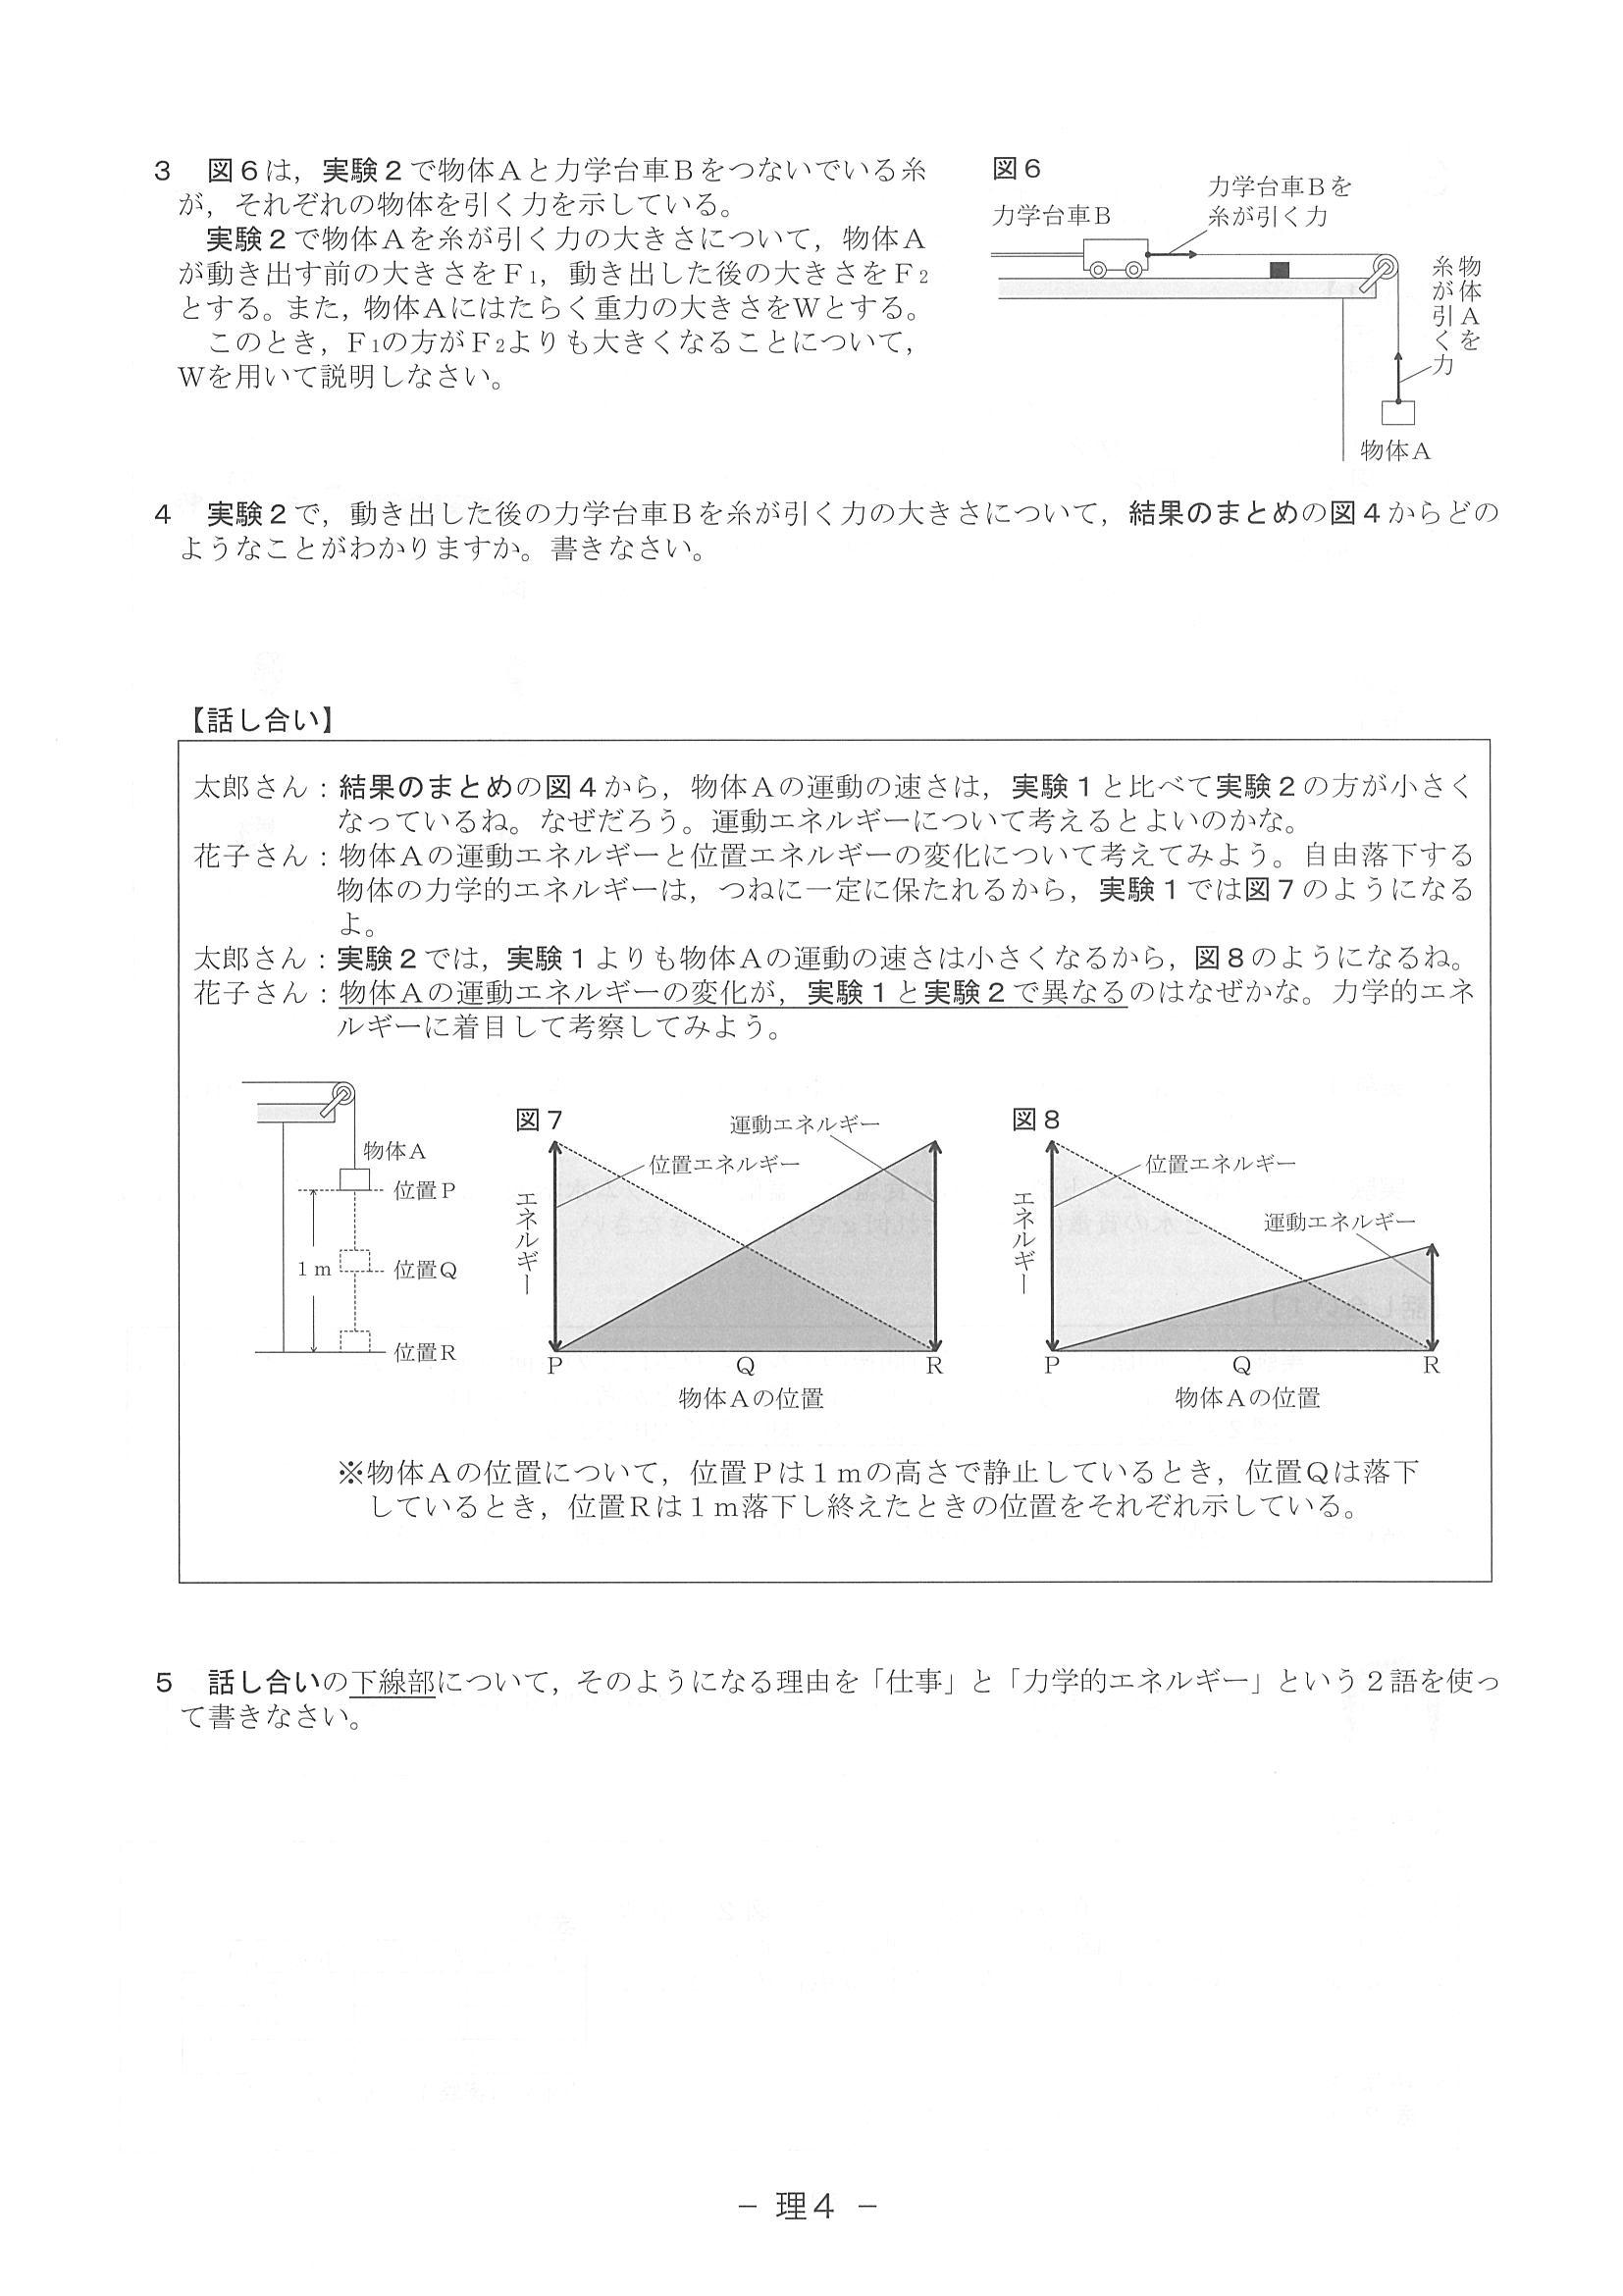 3　図6は，実験2で物体Aと力学台車Bをつないでいる糸
が，それぞれの物体を引く力を示している。
実験2で物体Aを糸が引く力の大きさについて，物体A
が動き出す前の大きさをF₁，動き出した後の大きさをF₂
とする。また，物体Aにはたらく重力の大きさをWとする。
このとき，F₁の方がF₂よりも大きくなることについて，
Wを用いて説明しなさい。
図6
力学台車B
力学台車Bを
糸が引く力
物体Aを
糸が引く力
物体A
4　実験2で，動き出した後の力学台車Bを糸が引く力の大きさについて，結果のまとめの図4からどの
ようなことがわかりますか。書きなさい。
【話し合い】
太郎さん：結果のまとめの図4から，物体Aの運動の速さは，実験1と比べて実験2の方が小さく
なっているね。なぜだろう。運動エネルギーについて考えるとよいのかな。
花子さん：物体Aの運動エネルギーと位置エネルギーの変化について考えてみよう。自由落下する
物体の力学的エネルギーは，つねに一定に保たれるから，実験1では図7のようになる
よ。
太郎さん：実験2では，実験1よりも物体Aの運動の速さは小さくなるから，図8のようになるね。
花子さん：物体Aの運動エネルギーの変化が，実験1と実験2で異なるのはなぜかな。力学的エネ
ルギーに着目して考察してみよう。
物体A
位置P
1m
位置Q
位置R
図7
運動エネルギー
位置エネルギー
エネルギー
P
Q
R
物体Aの位置
図8
位置エネルギー
運動エネルギー
エネルギー
P
Q
R
物体Aの位置
※物体Aの位置について，位置Pは1mの高さで静止しているとき，位置Qは落下
しているとき，位置Rは1m落下し終えたときの位置をそれぞれ示している。
5　話し合いの下線部について，そのようになる理由を「仕事」と「力学的エネルギー」という2語を使っ
て書きなさい。
− 理4 −